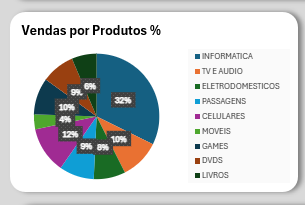 Vendas por Produtos %
6%
9%
32%
10%
4%
12%
10%
9%
8%
INFORMATICA
TV E AUDIO
ELETRODOMESTICOS
PASSAGENS
CELULARES
MOVEIS
GAMES
DVDS
LIVROS